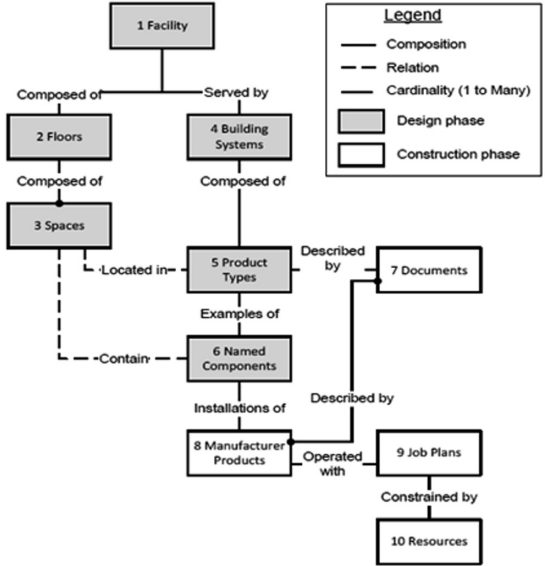 1 Facility
Legend
Composition
Relation
Cardinality (1 to Many)
Design phase
Construction phase
Composed of
Served by
2 Floors
4 Building
Systems
Composed of
Composed of
3 Spaces
Located in
5 Product
Types
Described
by
7 Documents
Examples of
Contain
6 Named
Components
Installations of
Described by
8 Manufacturer
Products
Operated
with
9 Job Plans
Constrained by
10 Resources